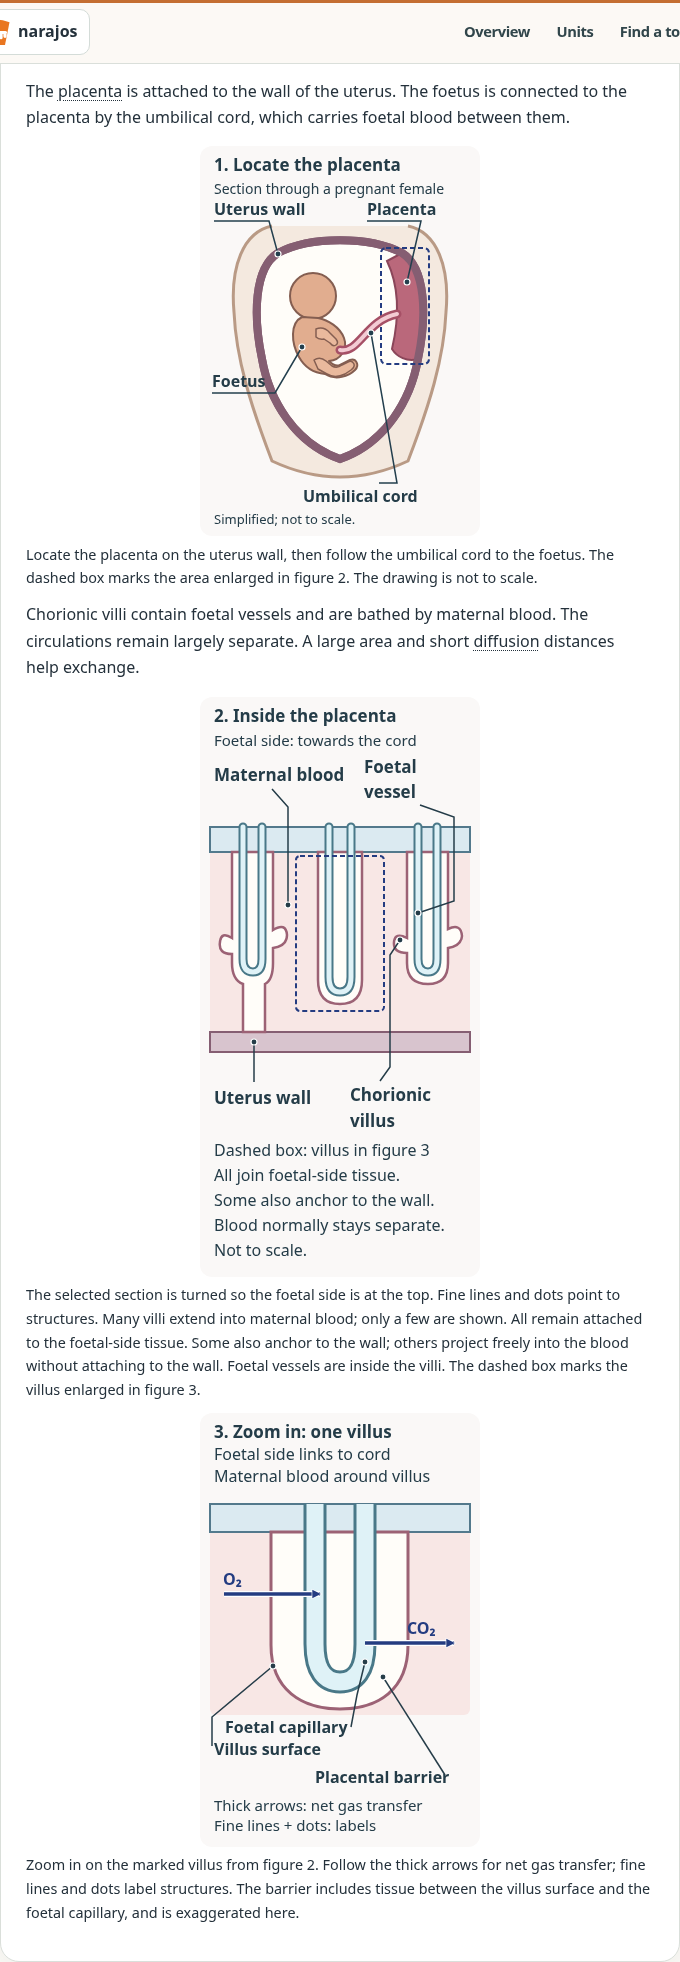 narajos
Overview Units Find a to
The placenta is attached to the wall of the uterus. The foetus is connected to the
placenta by the umbilical cord, which carries foetal blood between them.
1. Locate the placenta
Section through a pregnant female
Uterus wall Placenta
Foetus
Umbilical cord
Simplified; not to scale.
Locate the placenta on the uterus wall, then follow the umbilical cord to the foetus. The
dashed box marks the area enlarged in figure 2. The drawing is not to scale.
Chorionic villi contain foetal vessels and are bathed by maternal blood. The
circulations remain largely separate. A large area and short diffusion distances
help exchange.
2. Inside the placenta
Foetal side: towards the cord
Maternal blood
Foetal
vessel
Uterus wall
Chorionic
villus
Dashed box: villus in figure 3
All join foetal-side tissue.
Some also anchor to the wall.
Blood normally stays separate.
Not to scale.
The selected section is turned so the foetal side is at the top. Fine lines and dots point to
structures. Many villi extend into maternal blood; only a few are shown. All remain attached
to the foetal-side tissue. Some also anchor to the wall; others project freely into the blood
without attaching to the wall. Foetal vessels are inside the villi. The dashed box marks the
villus enlarged in figure 3.
3. Zoom in: one villus
Foetal side links to cord
Maternal blood around villus
O₂
CO₂
Foetal capillary
Villus surface
Placental barrier
Thick arrows: net gas transfer
Fine lines + dots: labels
Zoom in on the marked villus from figure 2. Follow the thick arrows for net gas transfer; fine
lines and dots label structures. The barrier includes tissue between the villus surface and the
foetal capillary, and is exaggerated here.